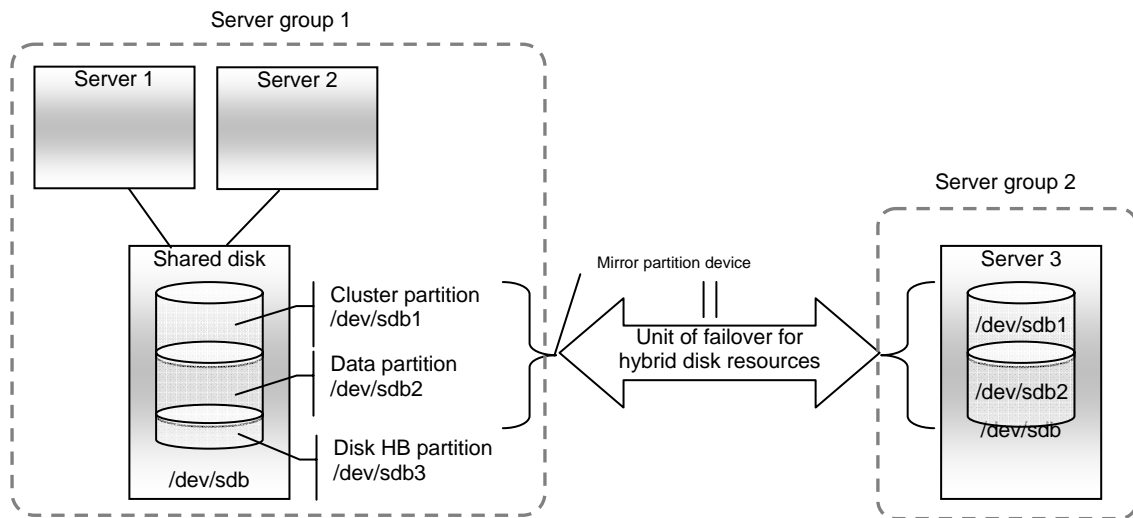 Server group 1
Server 1
Server 2
Shared disk
Cluster partition
/dev/sdb1
Data partition
/dev/sdb2
Disk HB partition
/dev/sdb3
/dev/sdb
Mirror partition device
Unit of failover for
hybrid disk resources
Server group 2
Server 3
/dev/sdb1
/dev/sdb2
/dev/sdb